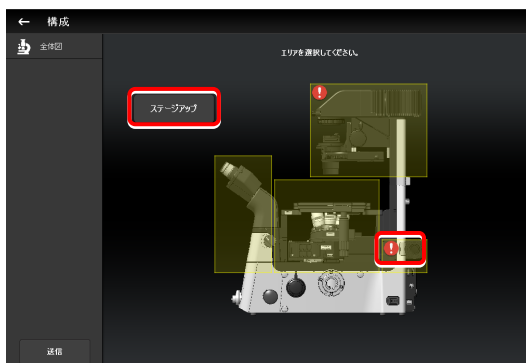 ← 構成
全体図
エリアを選択してください。
ステージアップ
送信